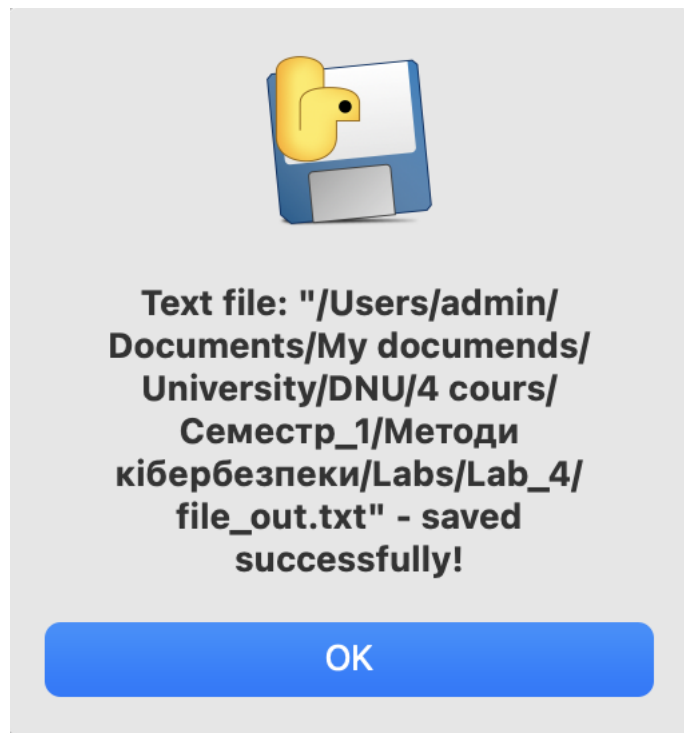 Text file: "/Users/admin/
Documents/My documends/
University/DNU/4 cours/
Семестр_1/Методи
кібербезпеки/Labs/Lab_4/
file_out.txt" - saved
successfully!
OK